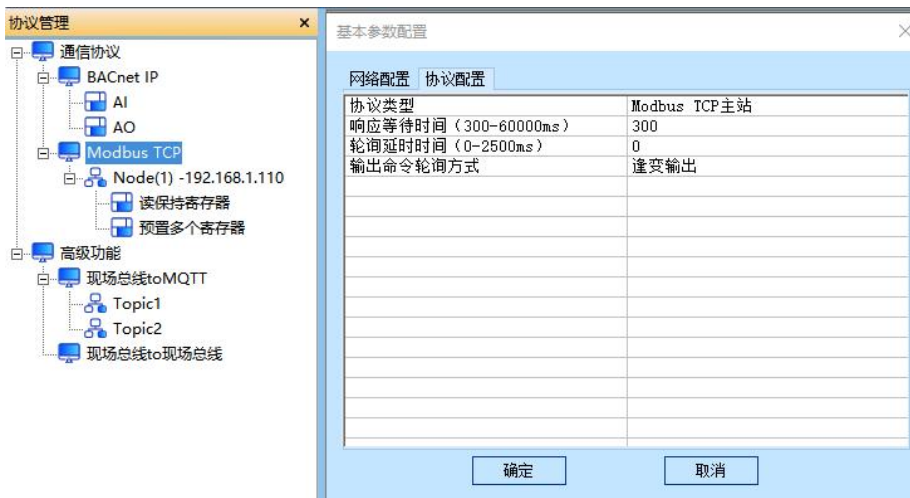 协议管理
通信协议
BACnet IP
AI
AO
Modbus TCP
Node(1) -192.168.1.110
读保持寄存器
预置多个寄存器
高级功能
现场总线toMQTT
Topic1
Topic2
现场总线to现场总线
基本参数配置
网络配置 协议配置
协议类型 Modbus TCP主站
响应等待时间（300-60000ms） 300
轮询延时时间（0-2500ms） 0
输出命令轮询方式 逢变输出
确定 取消